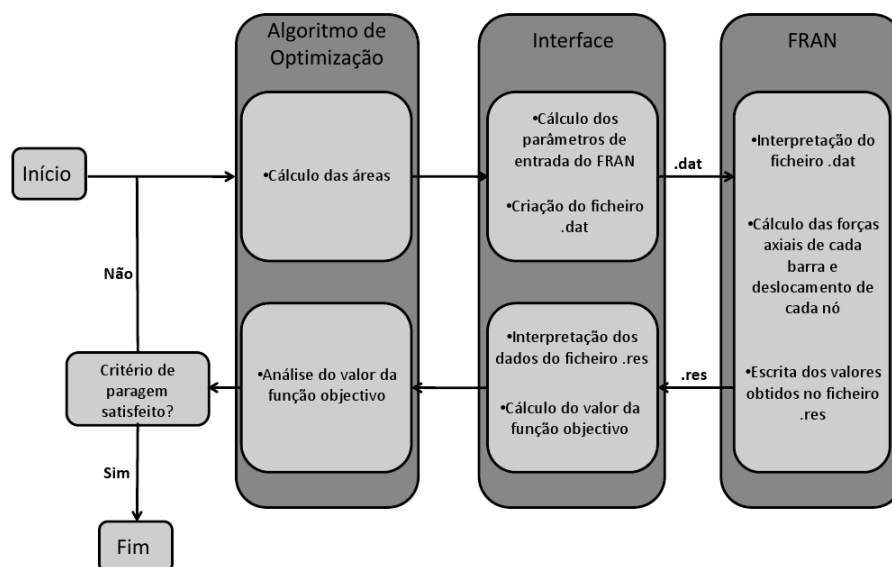 Algoritmo de
Optimização
Interface
FRAN
Início
•Cálculo das áreas
•Cálculo dos
parâmetros de
entrada do FRAN
•Criação do ficheiro
.dat
.dat
•Interpretação do
ficheiro .dat
•Cálculo das forças
axiais de cada
barra e
deslocamento de
cada nó
•Escrita dos valores
obtidos no ficheiro
.res
.res
•Interpretação dos
dados do ficheiro .res
•Cálculo do valor da
função objectivo
•Análise do valor da
função objectivo
Critério de
paragem
satisfeito?
Não
Sim
Fim